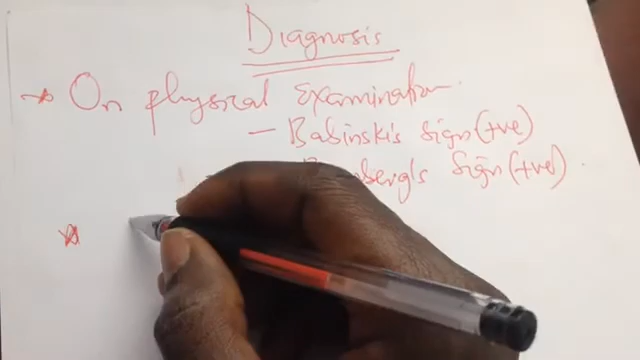 Diagnosis
On physical examination
- Babinski's sign (+ve)
sign (+ve)